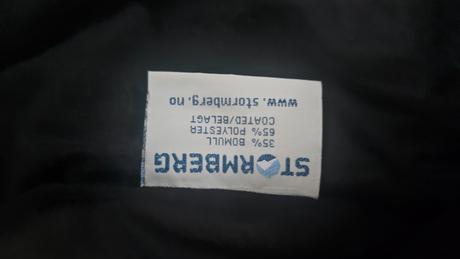 STORMBERG
35% BOMULL
65% POLYESTER
COATED/BELAGT
www.stormberg.no